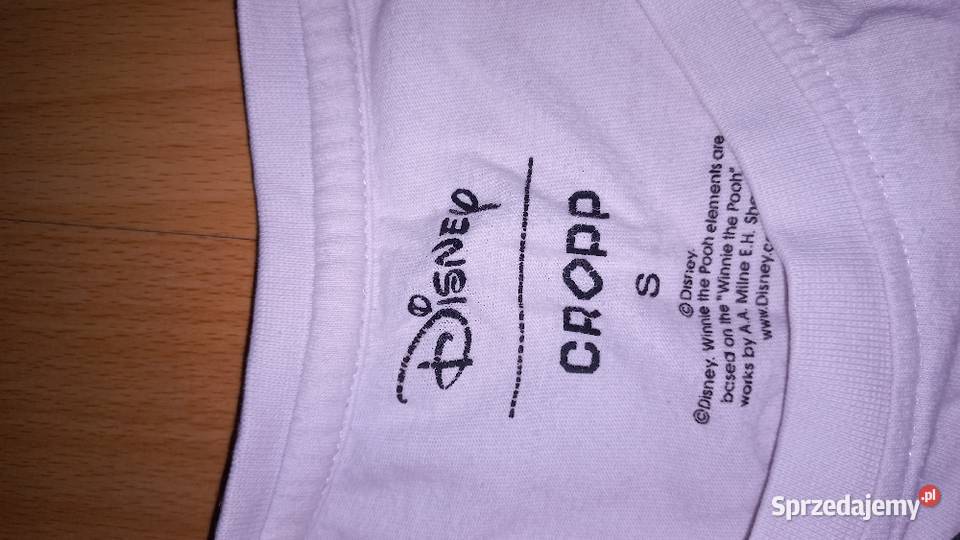 Disney
CROPP
S
©Disney.
©Disney. Winnie the Pooh elements are
based on the "Winnie the Pooh"
works by A.A. Milne E.H.
www.Disney.c
Sprzedajemy.pl